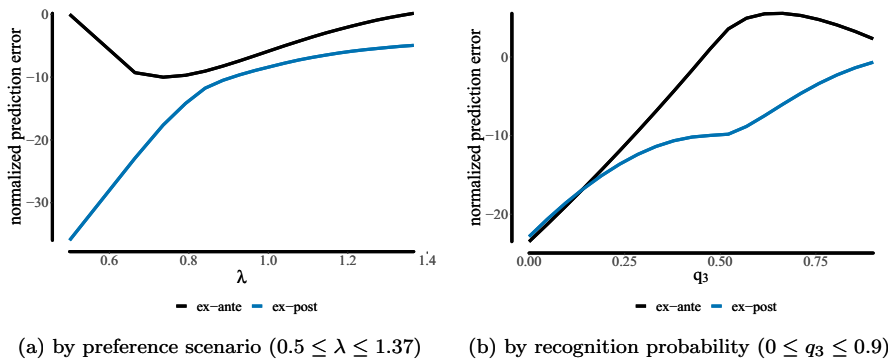 normalized prediction error
0
−10
−20
−30
0.6 0.8 1.0 1.2 1.4
λ
ex−ante ex−post
(a) by preference scenario (0.5 ≤ λ ≤ 1.37)
normalized prediction error
0
−10
−20
0.00 0.25 0.50 0.75
q₃
ex−ante ex−post
(b) by recognition probability (0 ≤ q₃ ≤ 0.9)